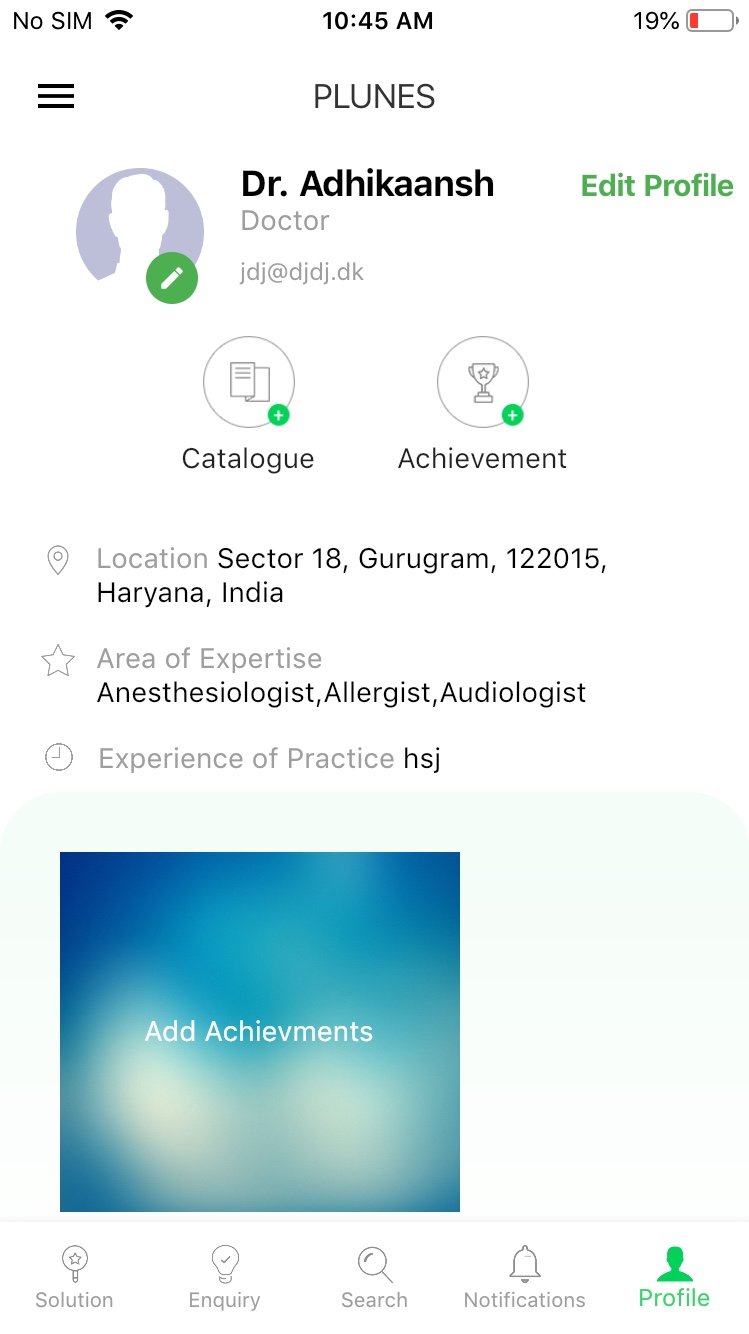 No SIM 10:45 AM 19%
PLUNES
Dr. Adhikaansh Edit Profile
Doctor
jdj@djdj.dk
Catalogue Achievement
Location Sector 18, Gurugram, 122015,
Haryana, India
Area of Expertise
Anesthesiologist,Allergist,Audiologist
Experience of Practice hsj
Add Achievments
Solution Enquiry Search Notifications Profile